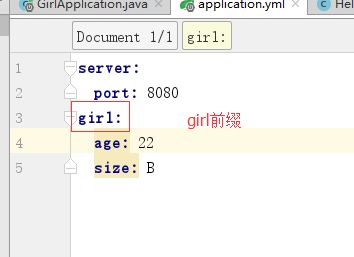 GirlApplication.java × application.yml × Hel
Document 1/1 girl:
1 server:
2 port: 8080
3 girl: girl前缀
4 age: 22
5 size: B